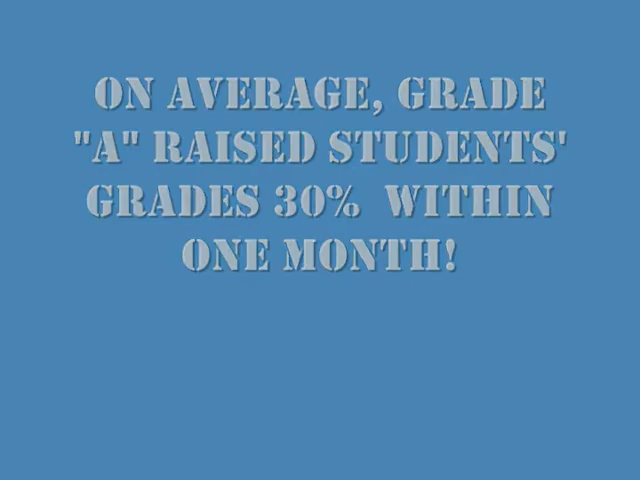 ON AVERAGE, GRADE
"A" RAISED STUDENTS'
GRADES 30% WITHIN
ONE MONTH!